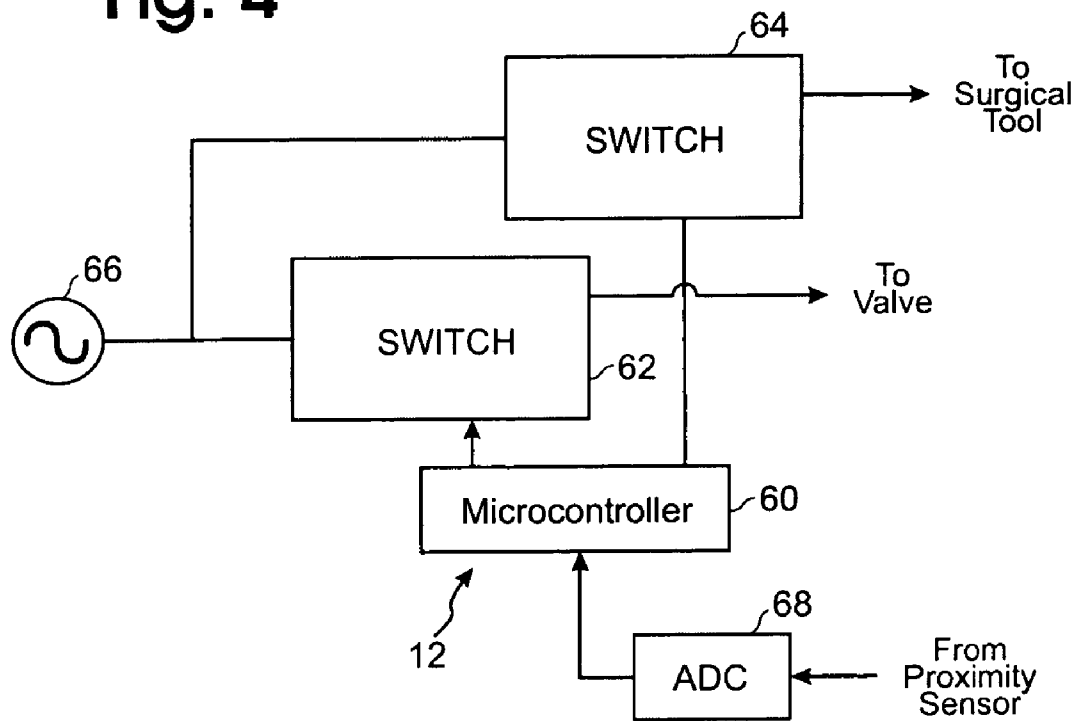 Fig. 4
64
To
Surgical
Tool
SWITCH
66
To
Valve
SWITCH
62
Microcontroller
60
12
68
ADC
From
Proximity
Sensor